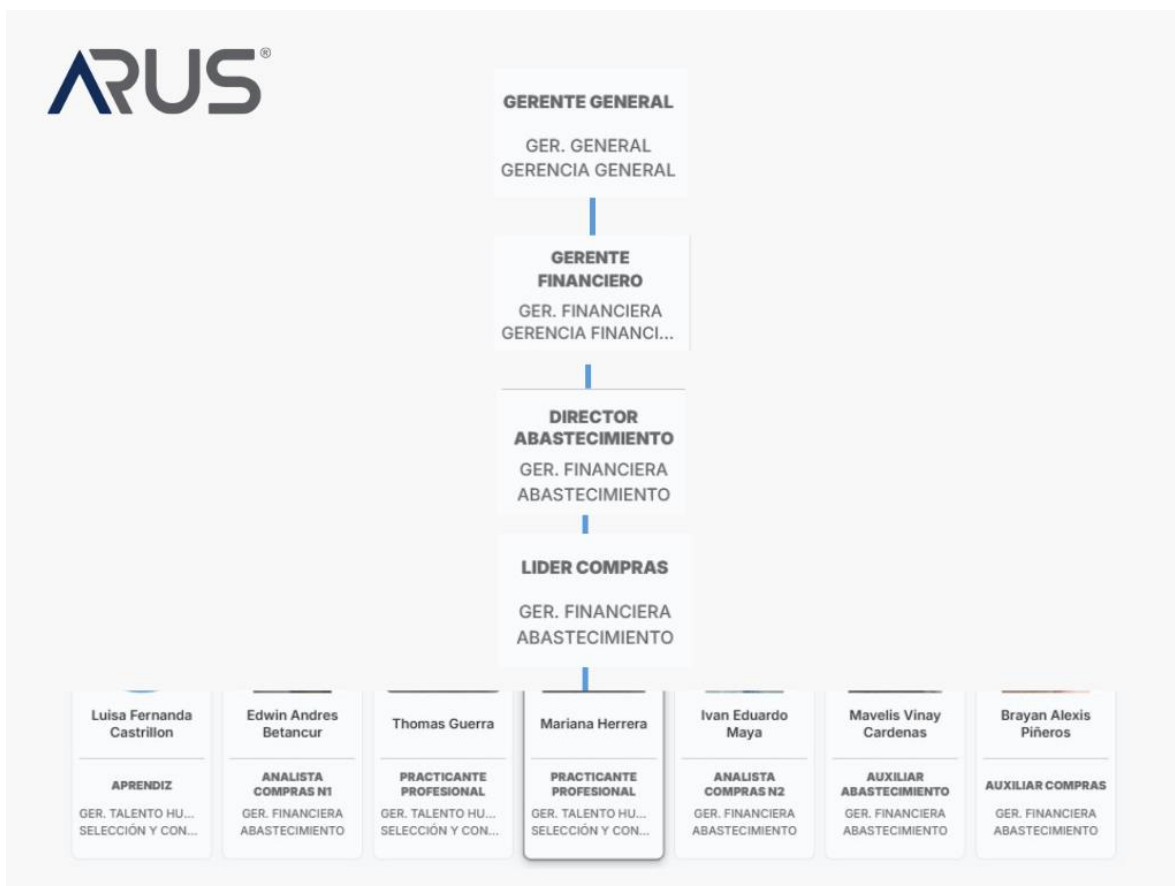 ARUS®
GERENTE GENERAL
GER. GENERAL
GERENCIA GENERAL
GERENTE
FINANCIERO
GER. FINANCIERA
GERENCIA FINANCI...
DIRECTOR
ABASTECIMIENTO
GER. FINANCIERA
ABASTECIMIENTO
LIDER COMPRAS
GER. FINANCIERA
ABASTECIMIENTO
Luisa Fernanda
Castrillon
APRENDIZ
GER. TALENTO HU...
SELECCIÓN Y CON...
Edwin Andres
Betancur
ANALISTA
COMPRAS N1
GER. FINANCIERA
ABASTECIMIENTO
Thomas Guerra
PRACTICANTE
PROFESIONAL
GER. TALENTO HU...
SELECCIÓN Y CON...
Mariana Herrera
PRACTICANTE
PROFESIONAL
GER. TALENTO HU...
SELECCIÓN Y CON...
Ivan Eduardo
Maya
ANALISTA
COMPRAS N2
GER. FINANCIERA
ABASTECIMIENTO
Mavelis Vinay
Cardenas
AUXILIAR
ABASTECIMIENTO
GER. FINANCIERA
ABASTECIMIENTO
Brayan Alexis
Piñeros
AUXILIAR COMPRAS
GER. FINANCIERA
ABASTECIMIENTO